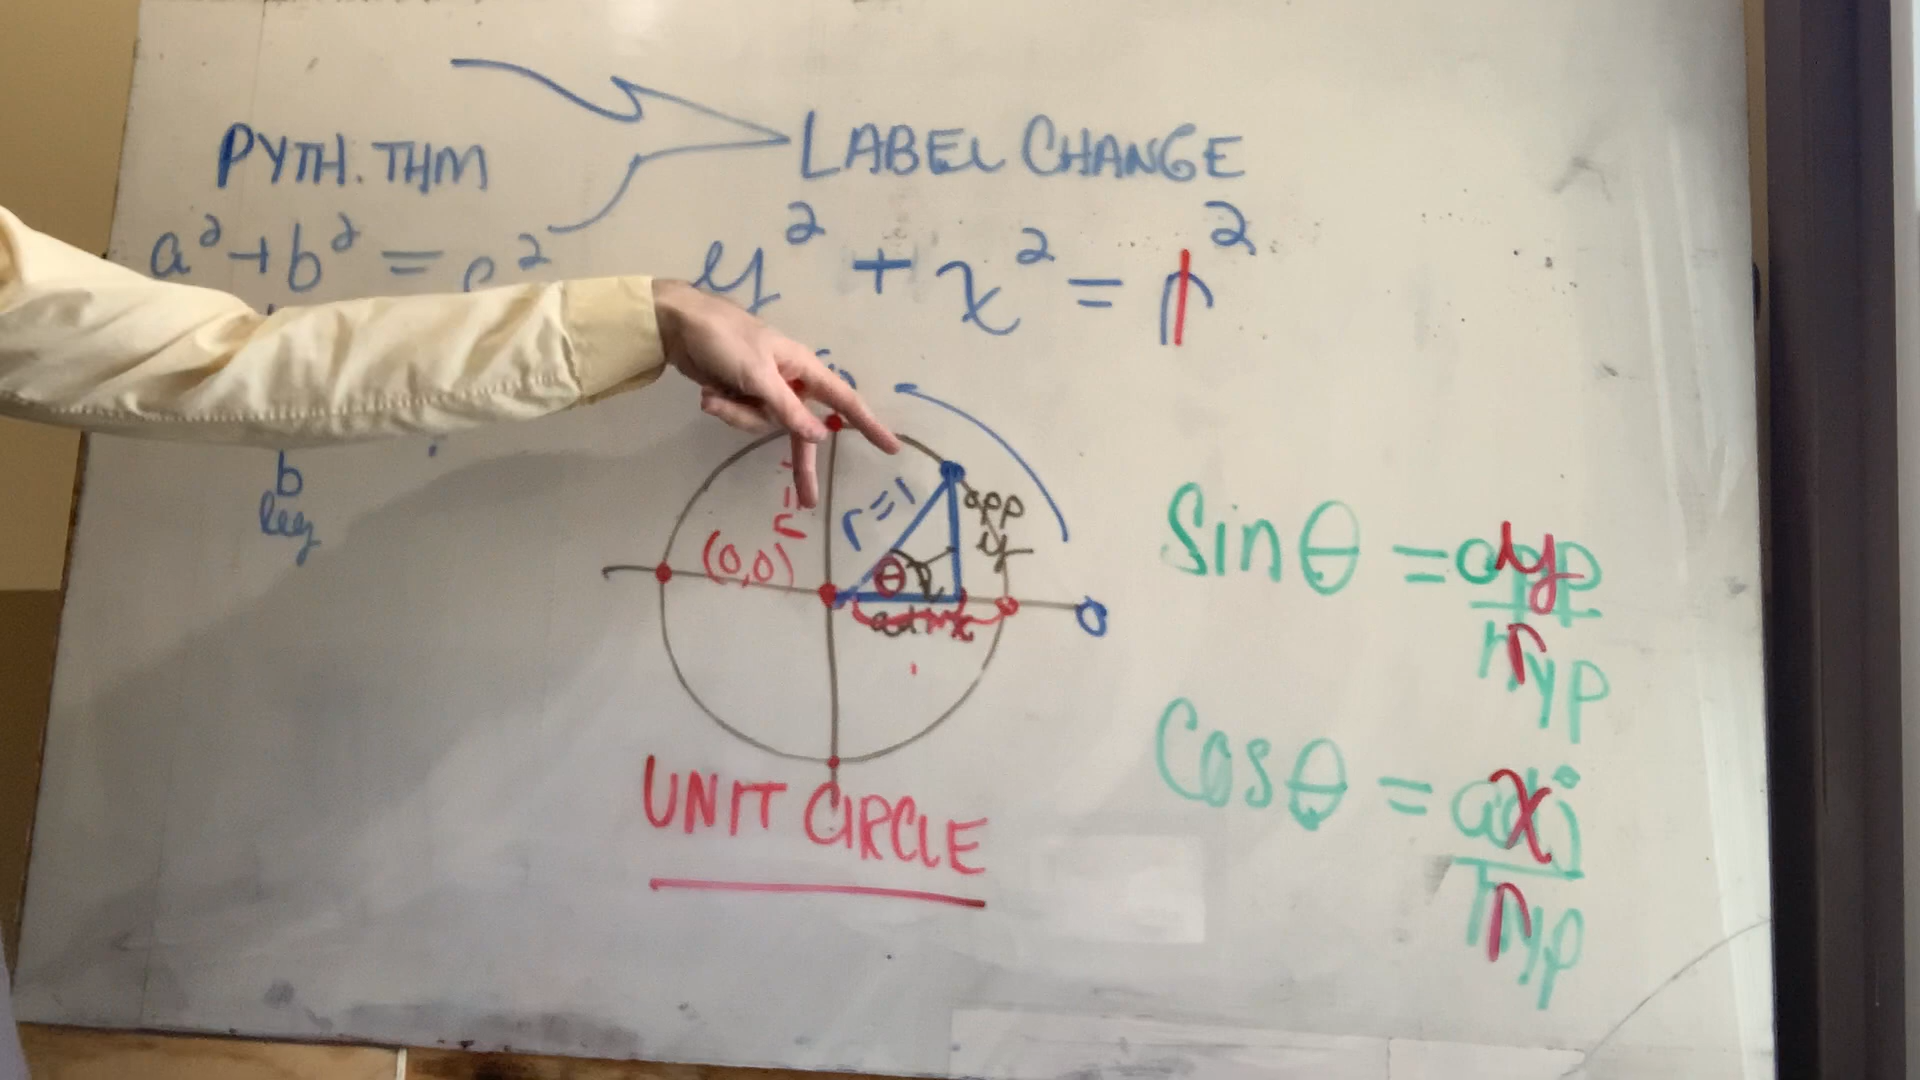 PYTH. THM
LABEL CHANGE
a² + b² = c²
y² + x² = r²
b
leg
r = 1
opp
y
(0,0)
θ
Sin θ = opp y
hyp r
UNIT CIRCLE
Cos θ = adj x
hyp r